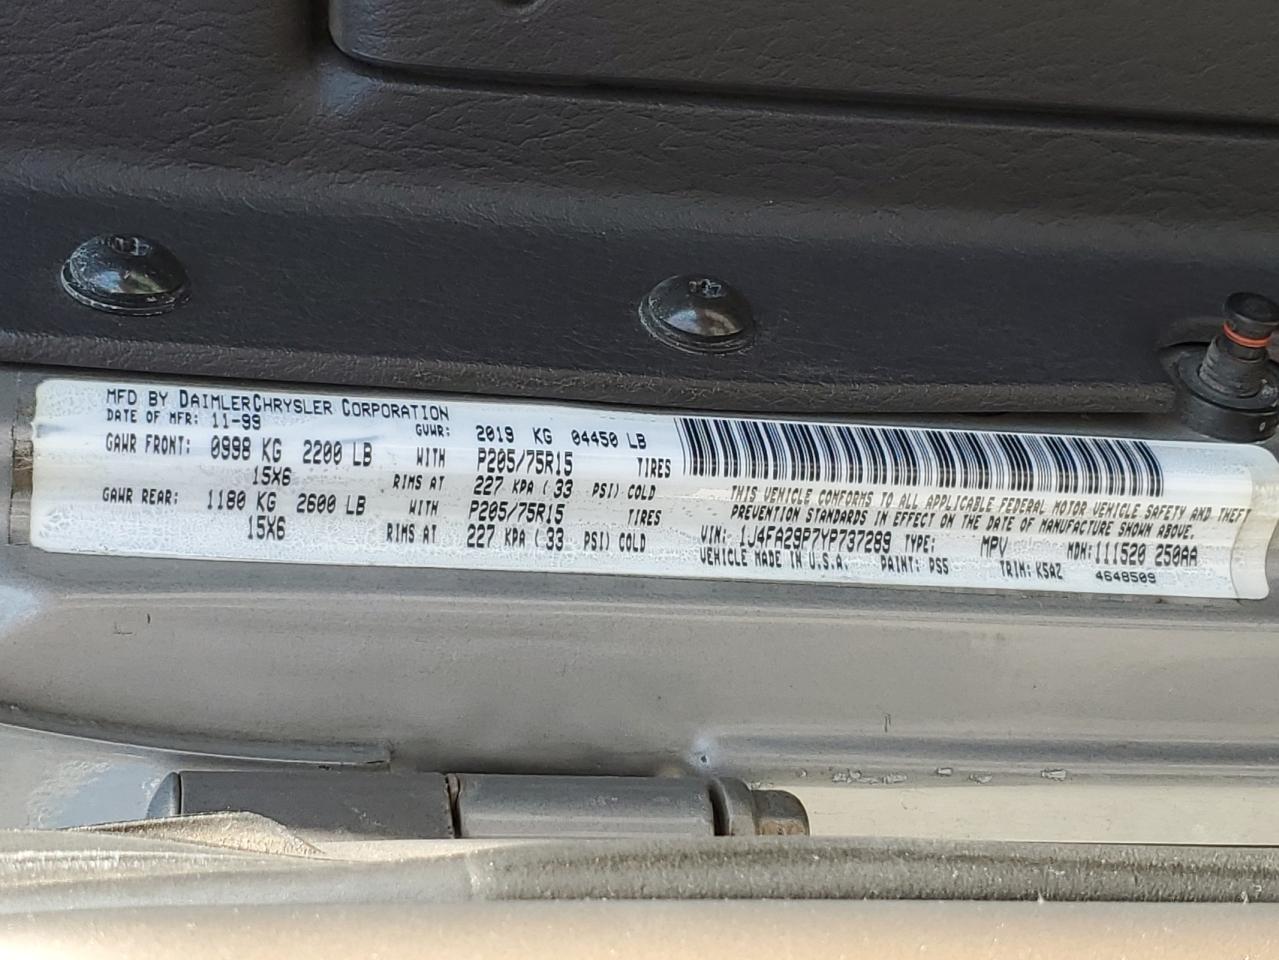 MFD BY DAIMLERCHRYSLER CORPORATION
DATE OF MFR: 11-99 GVWR: 2019 KG 04450 LB
GAWR FRONT: 0998 KG 2200 LB WITH P205/75R15 TIRES
15X6 RIMS AT 227 KPA ( 33 PSI) COLD
GAWR REAR: 1180 KG 2600 LB WITH P205/75R15 TIRES
15X6 RIMS AT 227 KPA ( 33 PSI) COLD
THIS VEHICLE CONFORMS TO ALL APPLICABLE FEDERAL MOTOR VEHICLE SAFETY AND THEFT
PREVENTION STANDARDS IN EFFECT ON THE DATE OF MANUFACTURE SHOWN ABOVE.
VIN: 1J4FA29P7YP737289 TYPE: MPV MDH: 111520 250AA
VEHICLE MADE IN U.S.A. PAINT: PS5 TRIM: K5AZ 4648509